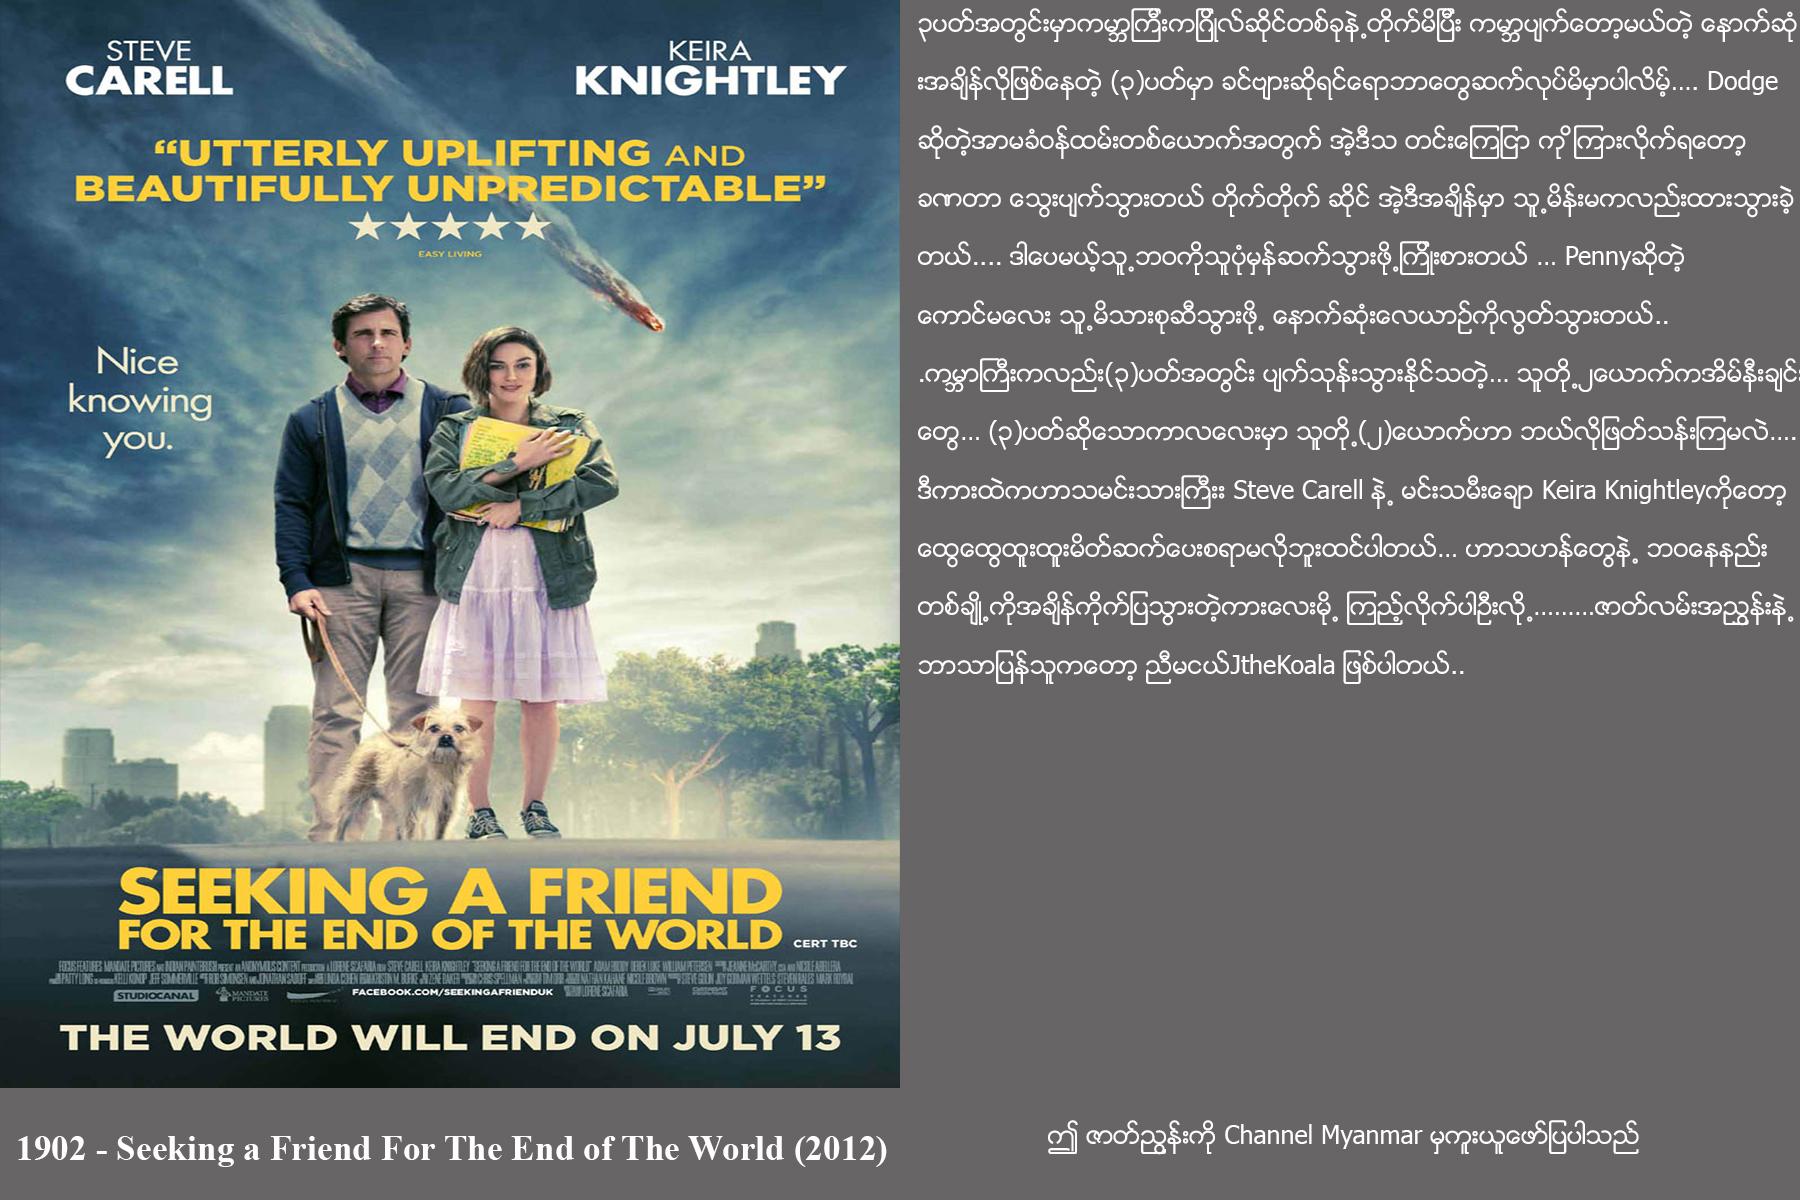 STEVE
CARELL
KEIRA
KNIGHTLEY
“UTTERLY UPLIFTING AND
BEAUTIFULLY UNPREDICTABLE”
EASY LIVING
Nice
knowing
you.
SEEKING A FRIEND
FOR THE END OF THE WORLD CERT TBC
STUDIOCANAL
MANDATE
PICTURES
FACEBOOK.COM/SEEKINGAFRIENDUK
FOCUS
FEATURES
THE WORLD WILL END ON JULY 13
1902 - Seeking a Friend For The End of The World (2012)
၃ပတ်အတွင်းမှာကမ္ဘာကြီးကဂြိုလ်ဆိုင်တစ်ခုနဲ့တိုက်မိပြီး ကမ္ဘာပျက်တော့မယ်တဲ့ နောက်ဆုံ
းအချိန်လိုဖြစ်နေတဲ့ (၃)ပတ်မှာ ခင်ဗျားဆိုရင်ရောဘာတွေဆက်လုပ်မိမှာပါလိမ့်.... Dodge
ဆိုတဲ့အာမခံဝန်ထမ်းတစ်ယောက်အတွက် အဲ့ဒီသ တင်းကြေငြာ ကို ကြားလိုက်ရတော့
ခဏတာ သွေးပျက်သွားတယ် တိုက်တိုက် ဆိုင် အဲ့ဒီအချိန်မှာ သူ့မိန်းမကလည်းထားသွားခဲ့
တယ်.... ဒါပေမယ့်သူ့ဘဝကိုသူပုံမှန်ဆက်သွားဖို့ကြိုးစားတယ် ... Pennyဆိုတဲ့
ကောင်မလေး သူ့မိသားစုဆီသွားဖို့ နောက်ဆုံးလေယာဉ်ကိုလွတ်သွားတယ်..
.ကမ္ဘာကြီးကလည်း(၃)ပတ်အတွင်း ပျက်သုန်းသွားနိုင်သတဲ့... သူတို့၂ယောက်ကအိမ်နီးချင်း
တွေ... (၃)ပတ်ဆိုသောကာလလေးမှာ သူတို့(၂)ယောက်ဟာ ဘယ်လိုဖြတ်သန်းကြမလဲ....
ဒီကားထဲကဟာသမင်းသားကြီးး Steve Carell နဲ့ မင်းသမီးချော Keira Knightleyကိုတော့
ထွေထွေထူးထူးမိတ်ဆက်ပေးစရာမလိုဘူးထင်ပါတယ်... ဟာသဟန်တွေနဲ့ ဘဝနေနည်း
တစ်ချို့ကိုအချိန်ကိုက်ပြသွားတဲ့ကားလေးမို့ ကြည့်လိုက်ပါဦးလို့.........ဇာတ်လမ်းအညွှန်းနဲ့
ဘာသာပြန်သူကတော့ ညီမငယ်JtheKoala ဖြစ်ပါတယ်..
ဤ ဇာတ်ညွှန်းကို Channel Myanmar မှကူးယူဖော်ပြပါသည်